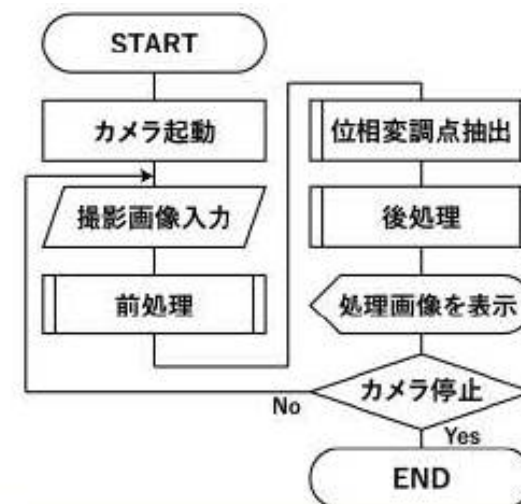 START
カメラ起動
撮影画像入力
前処理
位相変調点抽出
後処理
処理画像を表示
カメラ停止
No
Yes
END